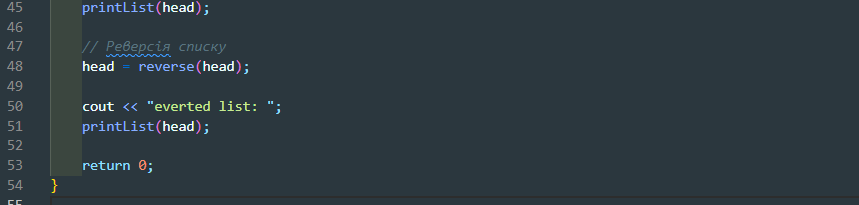 45 printList(head);
46
47 // Реверсія списку
48 head = reverse(head);
49
50 cout << "everted list: ";
51 printList(head);
52
53 return 0;
54 }
55